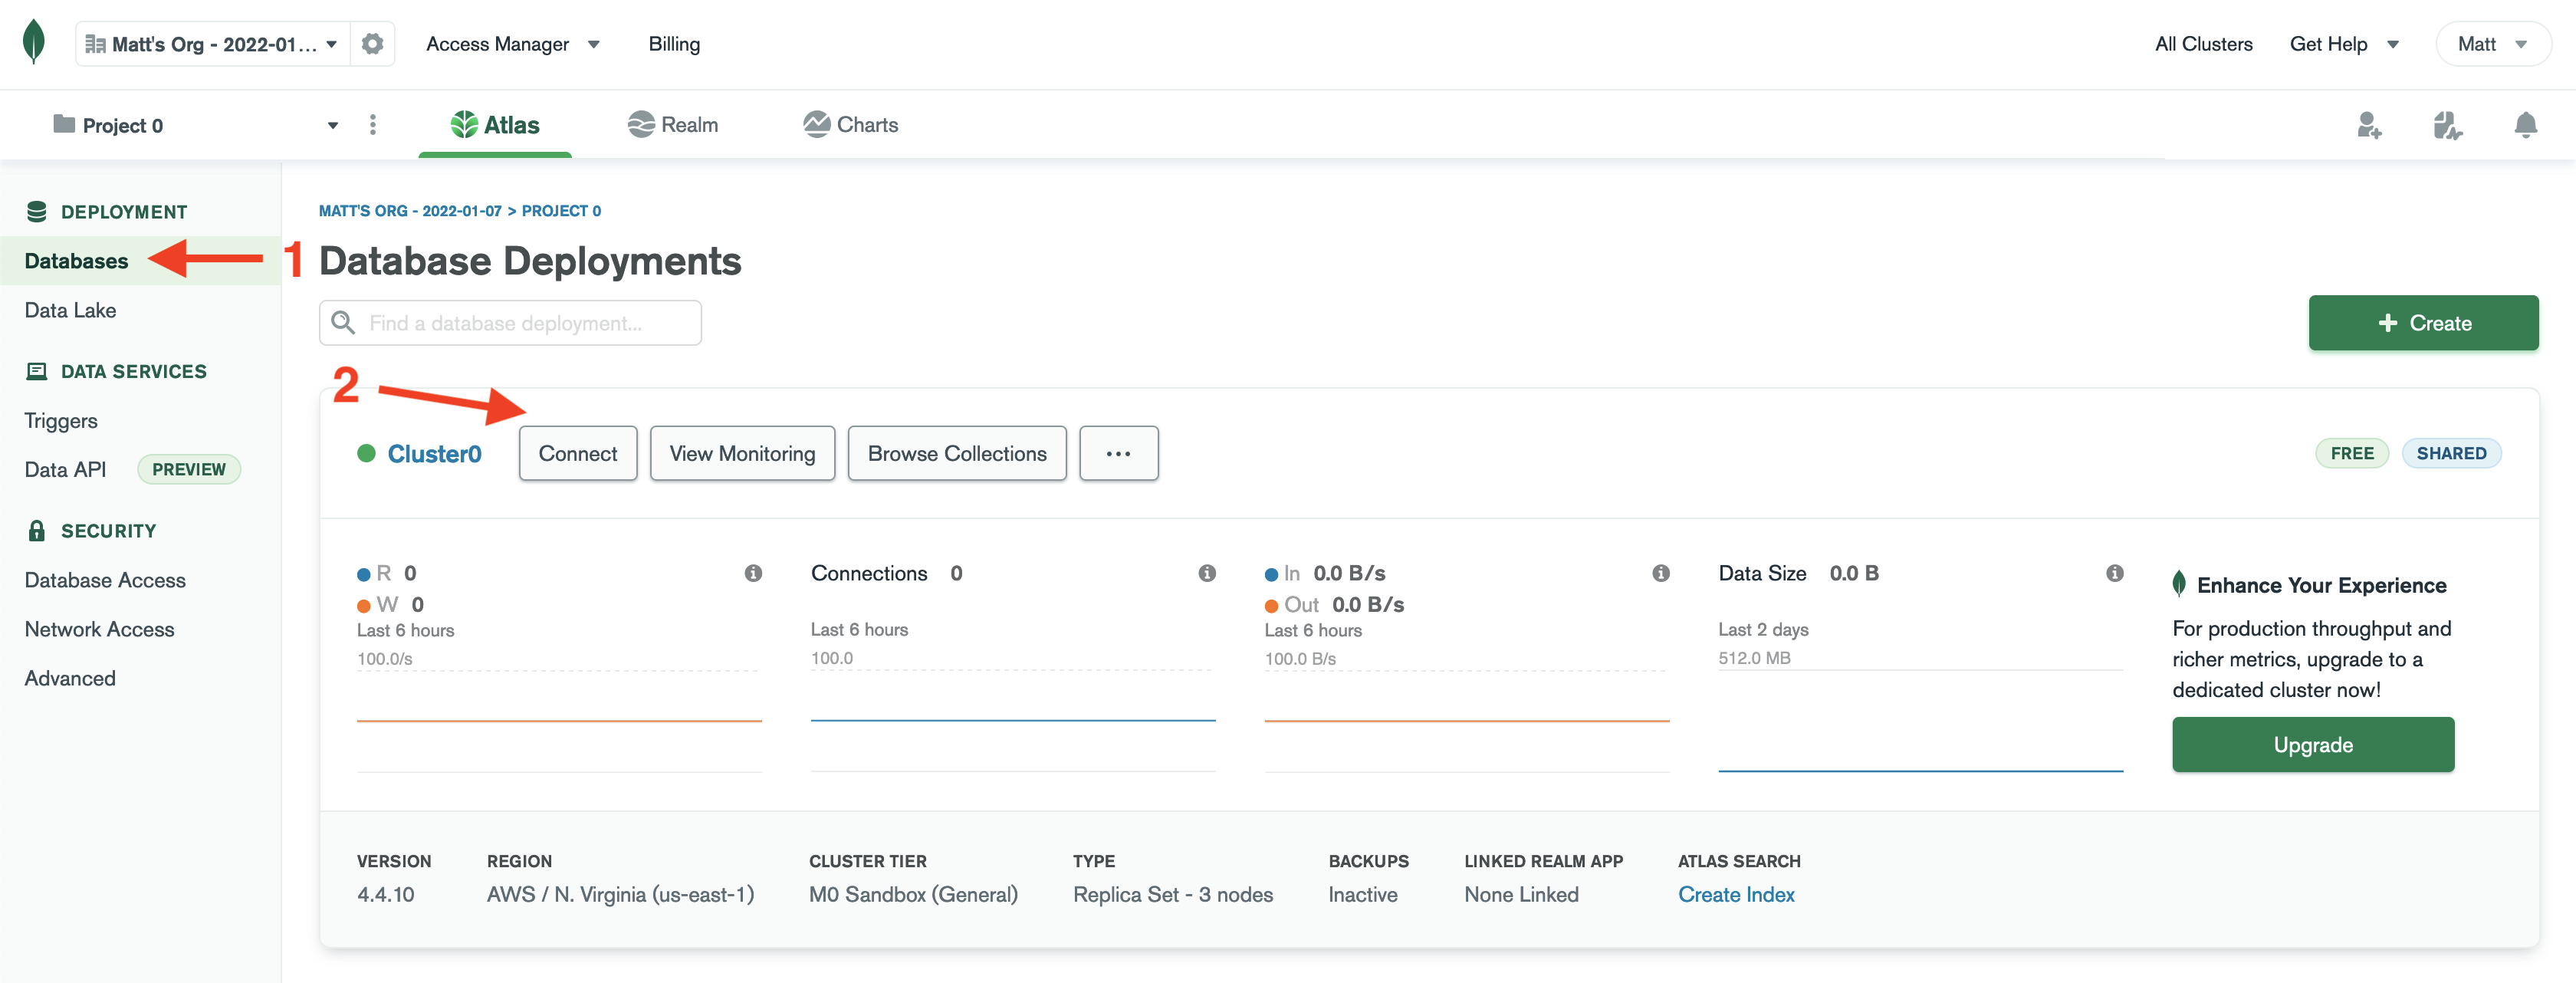 Matt's Org - 2022-01...
Access Manager
Billing
All Clusters
Get Help
Matt
Project 0
Atlas
Realm
Charts
DEPLOYMENT
Databases
1
Data Lake
DATA SERVICES
Triggers
Data API PREVIEW
SECURITY
Database Access
Network Access
Advanced
MATT'S ORG - 2022-01-07 > PROJECT 0
Database Deployments
Find a database deployment...
+ Create
2
Cluster0
Connect
View Monitoring
Browse Collections
...
FREE
SHARED
R 0
W 0
Last 6 hours
100.0/s
Connections 0
Last 6 hours
100.0
In 0.0 B/s
Out 0.0 B/s
Last 6 hours
100.0 B/s
Data Size 0.0 B
Last 2 days
512.0 MB
Enhance Your Experience
For production throughput and
richer metrics, upgrade to a
dedicated cluster now!
Upgrade
VERSION
4.4.10
REGION
AWS / N. Virginia (us-east-1)
CLUSTER TIER
M0 Sandbox (General)
TYPE
Replica Set - 3 nodes
BACKUPS
Inactive
LINKED REALM APP
None Linked
ATLAS SEARCH
Create Index